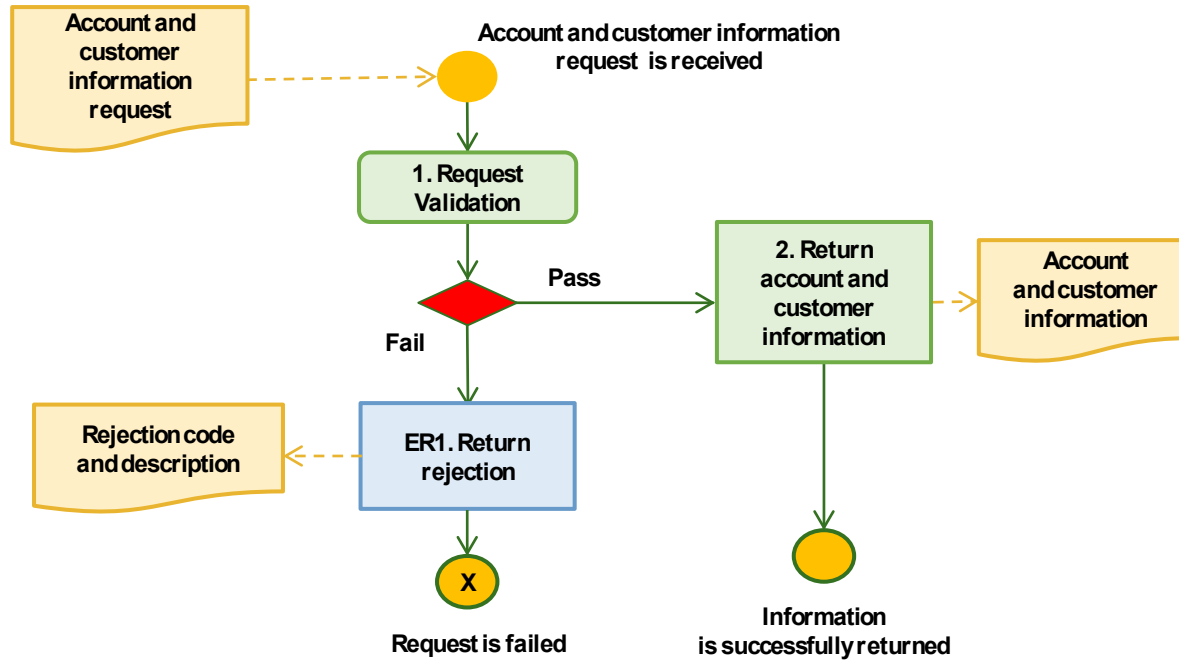 Account and
customer
information
request
Account and customer information
request is received
1. Request
Validation
Pass
Fail
2. Return
account and
customer
information
Account
and customer
information
Rejection code
and description
ER1. Return
rejection
X
Request is failed
Information
is successfully returned